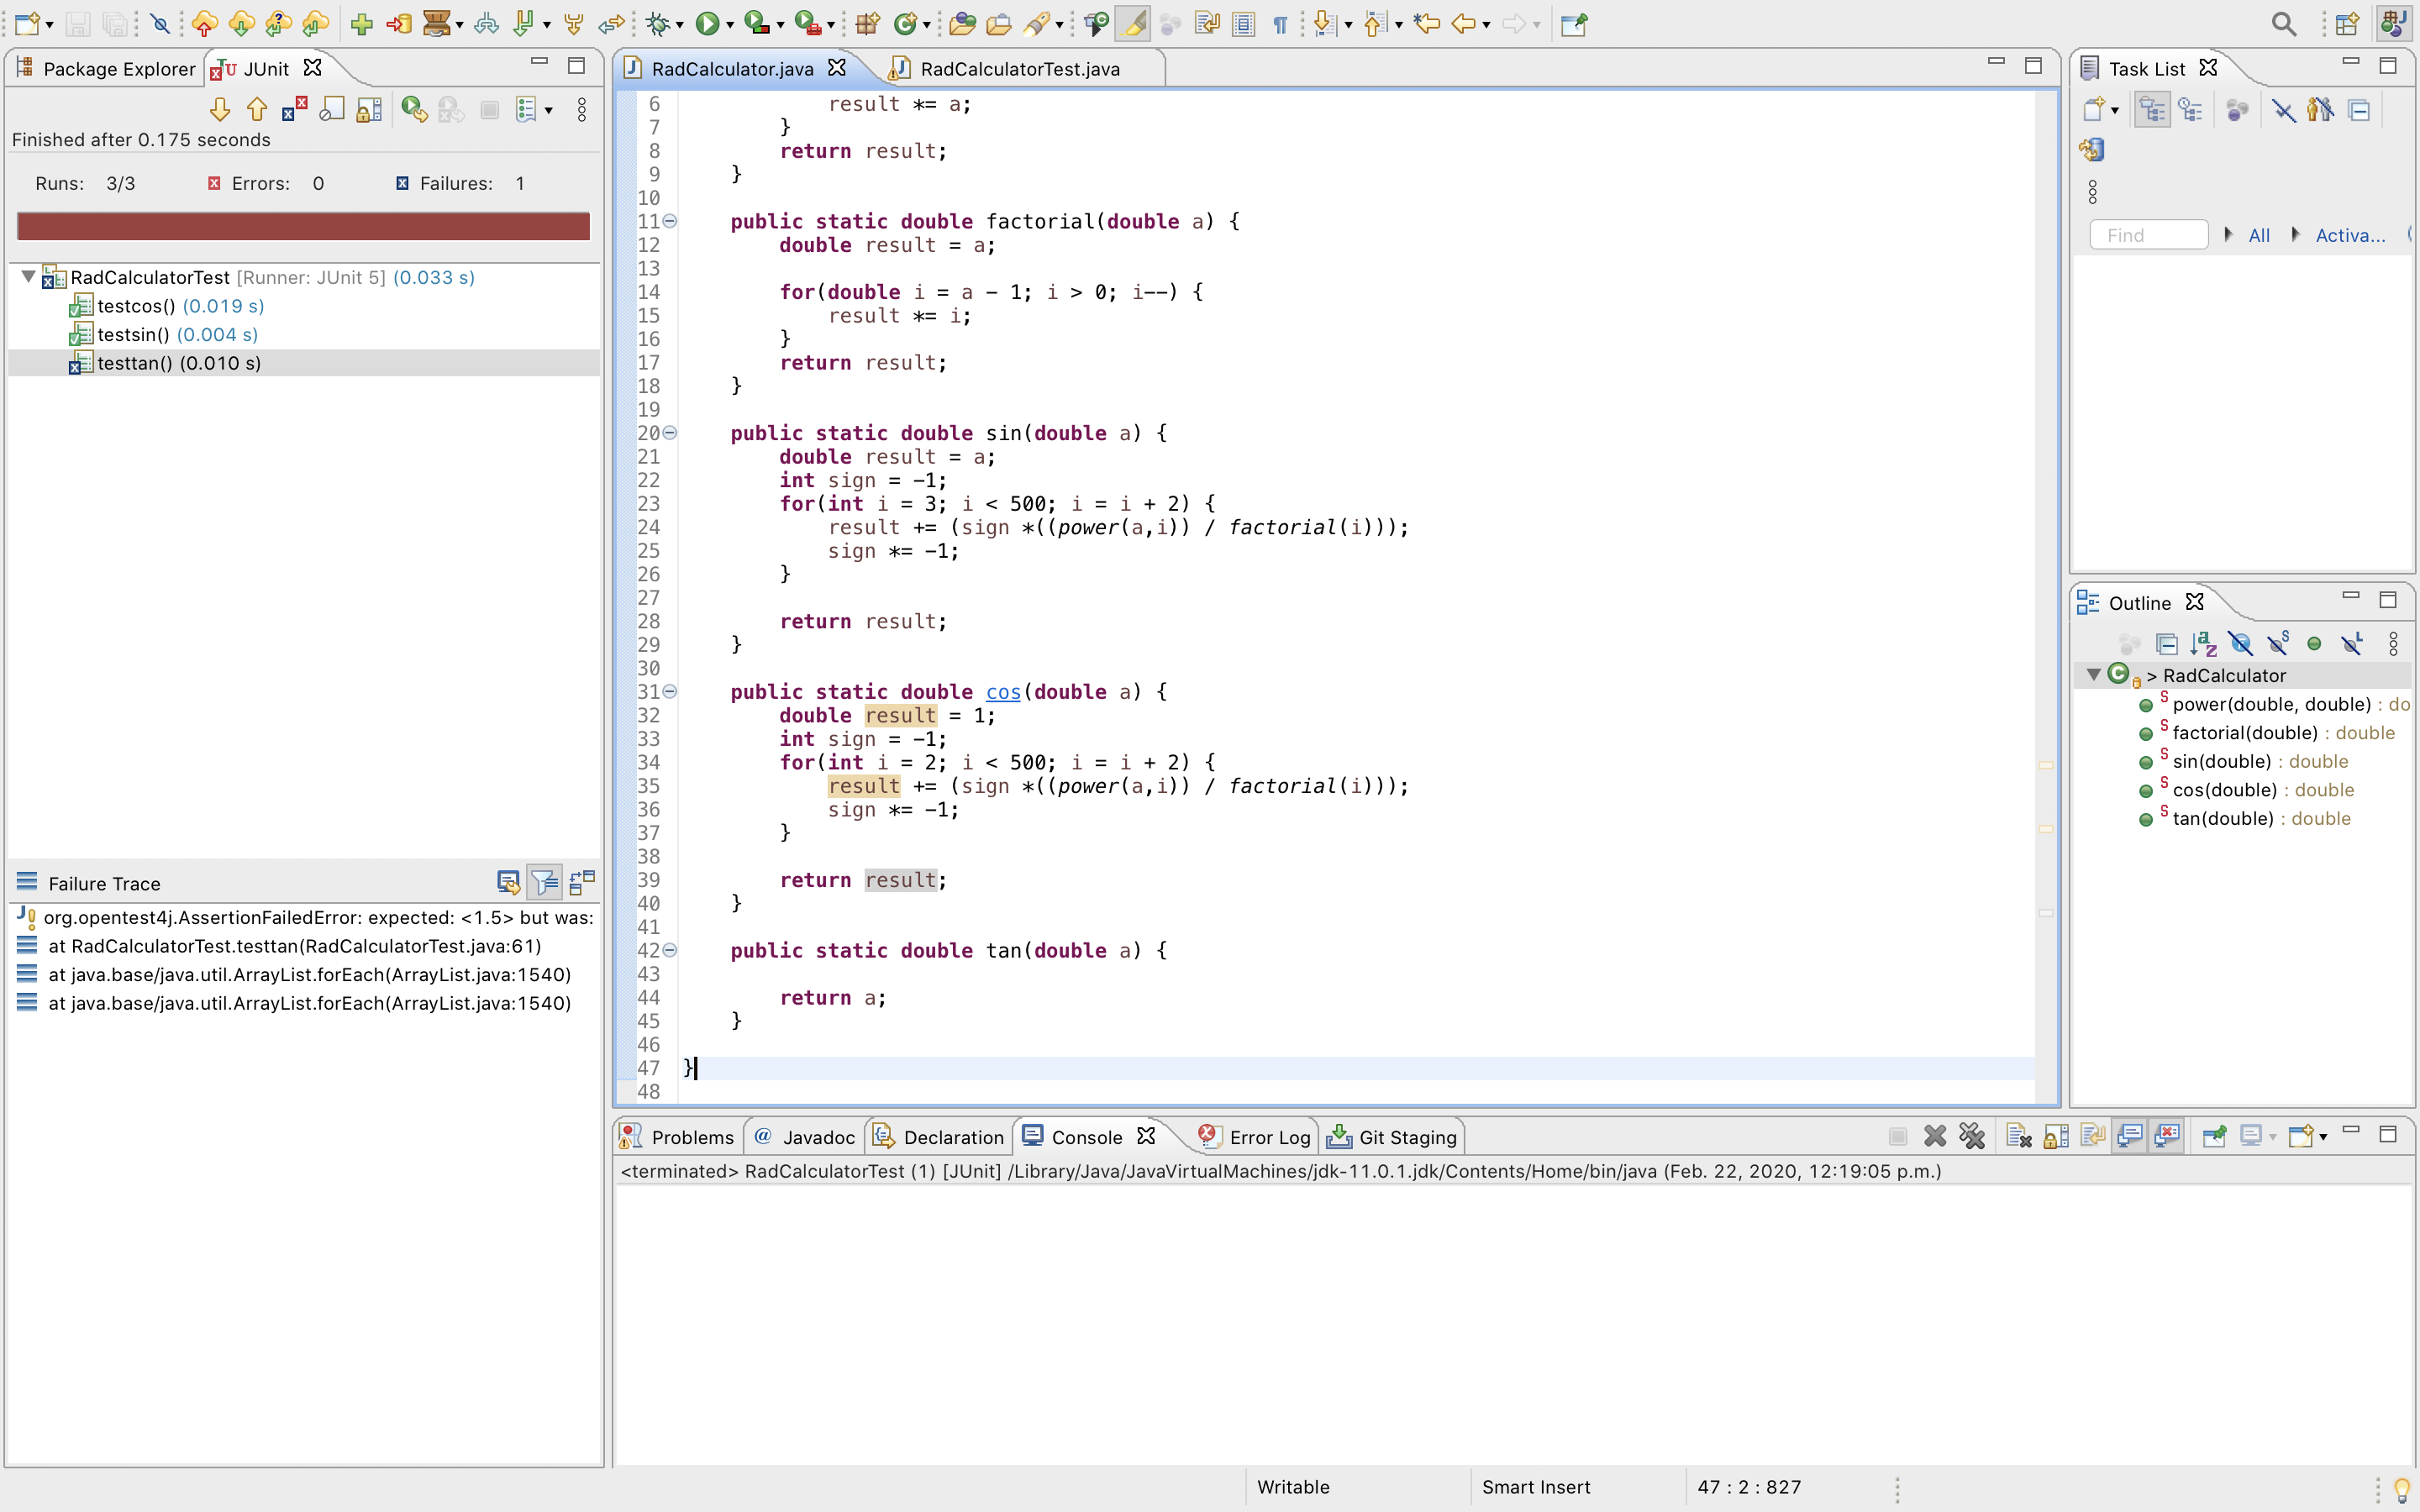 Package Explorer
JUnit
Finished after 0.175 seconds
Runs: 3/3
Errors: 0
Failures: 1
RadCalculatorTest [Runner: JUnit 5] (0.033 s)
testcos() (0.019 s)
testsin() (0.004 s)
testtan() (0.010 s)
Failure Trace
org.opentest4j.AssertionFailedError: expected: <1.5> but was:
at RadCalculatorTest.testtan(RadCalculatorTest.java:61)
at java.base/java.util.ArrayList.forEach(ArrayList.java:1540)
at java.base/java.util.ArrayList.forEach(ArrayList.java:1540)
RadCalculator.java
RadCalculatorTest.java
6 result *= a;
7 }
8 return result;
9 }
10
11 public static double factorial(double a) {
12 double result = a;
13
14 for(double i = a - 1; i > 0; i--) {
15 result *= i;
16 }
17 return result;
18 }
19
20 public static double sin(double a) {
21 double result = a;
22 int sign = -1;
23 for(int i = 3; i < 500; i = i + 2) {
24 result += (sign *((power(a,i)) / factorial(i)));
25 sign *= -1;
26 }
27
28 return result;
29 }
30
31 public static double cos(double a) {
32 double result = 1;
33 int sign = -1;
34 for(int i = 2; i < 500; i = i + 2) {
35 result += (sign *((power(a,i)) / factorial(i)));
36 sign *= -1;
37 }
38
39 return result;
40 }
41
42 public static double tan(double a) {
43
44 return a;
45 }
46
47 }
48
Task List
Find
All
Activa...
Outline
> RadCalculator
power(double, double) : do
factorial(double) : double
sin(double) : double
cos(double) : double
tan(double) : double
Problems
@ Javadoc
Declaration
Console
Error Log
Git Staging
<terminated> RadCalculatorTest (1) [JUnit] /Library/Java/JavaVirtualMachines/jdk-11.0.1.jdk/Contents/Home/bin/java (Feb. 22, 2020, 12:19:05 p.m.)
Writable
Smart Insert
47 : 2 : 827